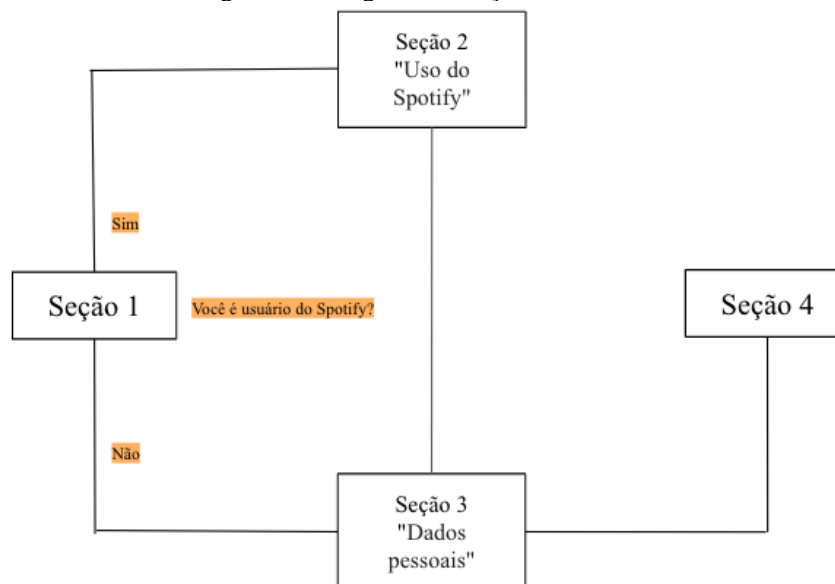 Seção 2
"Uso do
Spotify"
Sim
Seção 1
Você é usuário do Spotify?
Seção 4
Não
Seção 3
"Dados
pessoais"